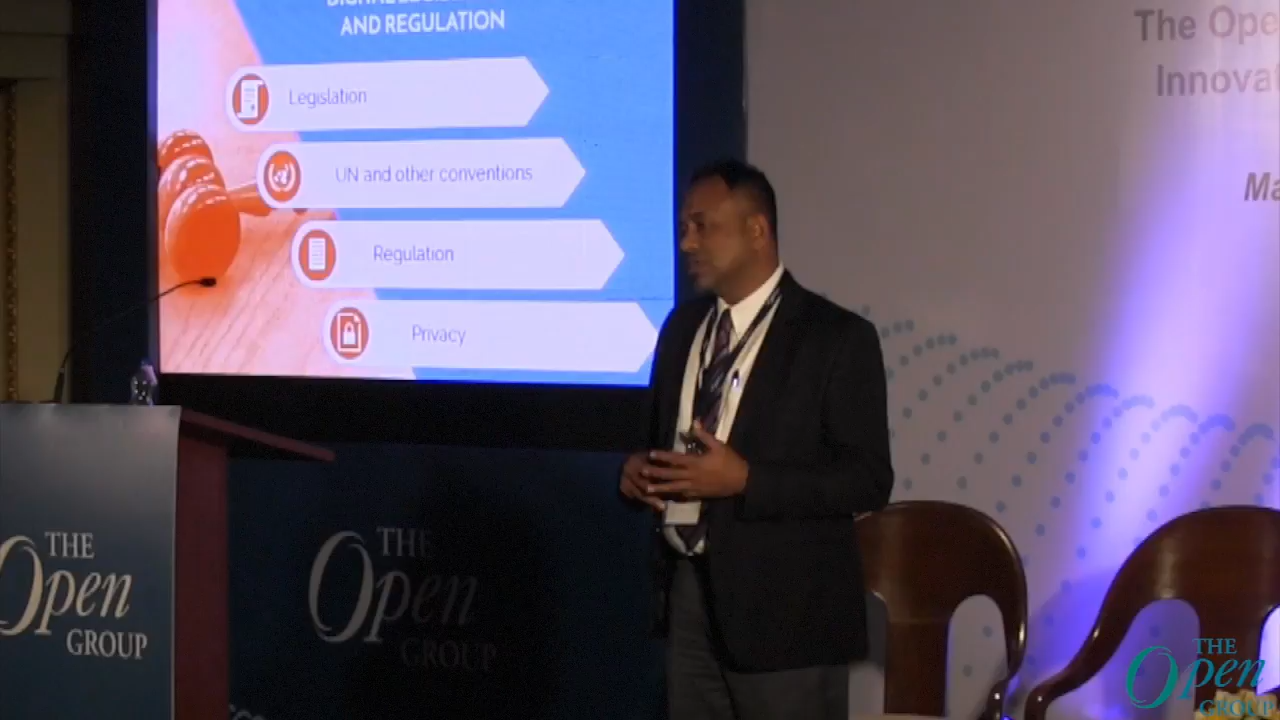 AND REGULATION
Legislation
UN and other conventions
Regulation
Privacy
The Ope
Innova
Ma
THE
Open
GROUP
THE
Open
GROUP
THE
Open
GROUP